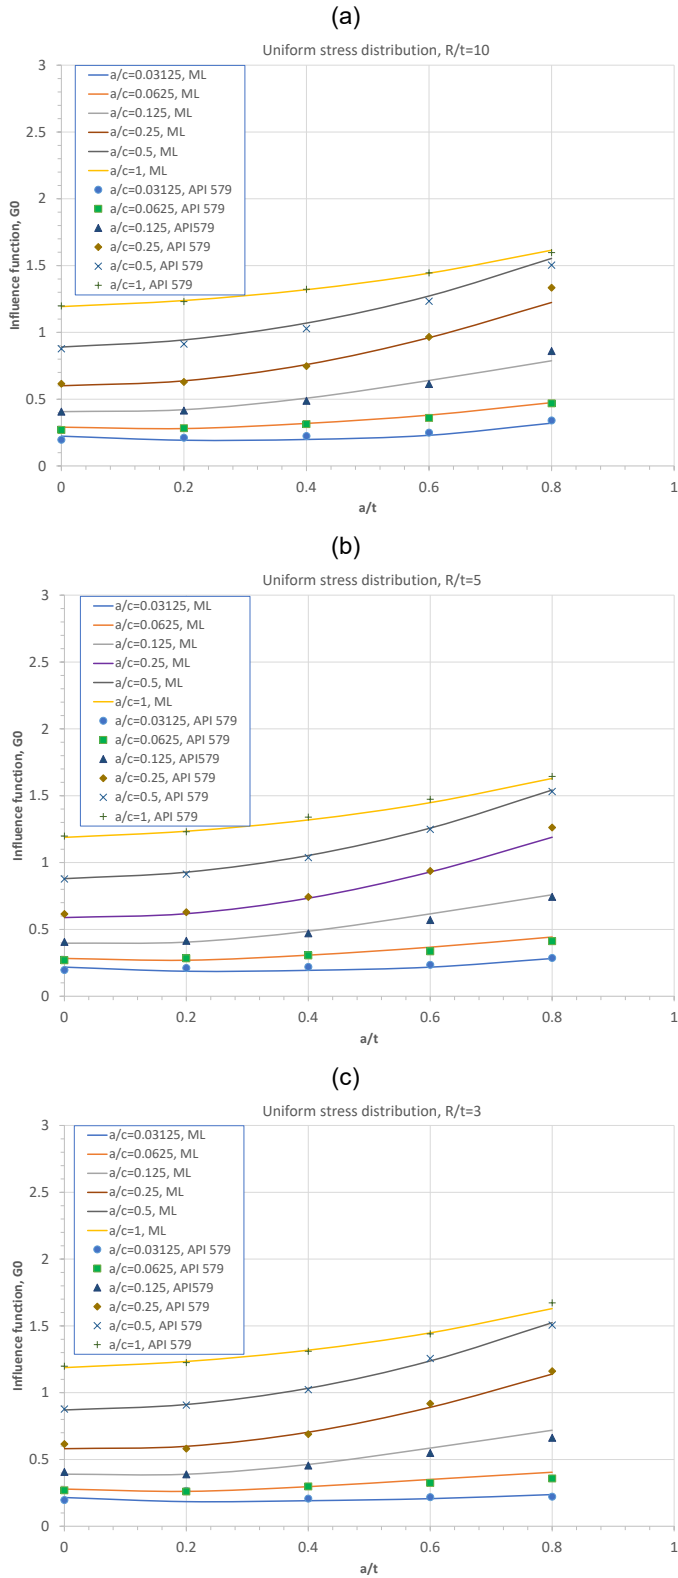 (a)
Uniform stress distribution, R/t=10
3
2.5
2
1.5
1
0.5
0
Influence function, G0
a/c=0.03125, ML
a/c=0.0625, ML
a/c=0.125, ML
a/c=0.25, ML
a/c=0.5, ML
a/c=1, ML
a/c=0.03125, API 579
a/c=0.0625, API 579
a/c=0.125, API579
a/c=0.25, API 579
a/c=0.5, API 579
a/c=1, API 579
0 0.2 0.4 0.6 0.8 1
a/t
(b)
Uniform stress distribution, R/t=5
3
2.5
2
1.5
1
0.5
0
Influence function, G0
a/c=0.03125, ML
a/c=0.0625, ML
a/c=0.125, ML
a/c=0.25, ML
a/c=0.5, ML
a/c=1, ML
a/c=0.03125, API 579
a/c=0.0625, API 579
a/c=0.125, API579
a/c=0.25, API 579
a/c=0.5, API 579
a/c=1, API 579
0 0.2 0.4 0.6 0.8 1
a/t
(c)
Uniform stress distribution, R/t=3
3
2.5
2
1.5
1
0.5
0
Influence function, G0
a/c=0.03125, ML
a/c=0.0625, ML
a/c=0.125, ML
a/c=0.25, ML
a/c=0.5, ML
a/c=1, ML
a/c=0.03125, API 579
a/c=0.0625, API 579
a/c=0.125, API579
a/c=0.25, API 579
a/c=0.5, API 579
a/c=1, API 579
0 0.2 0.4 0.6 0.8 1
a/t